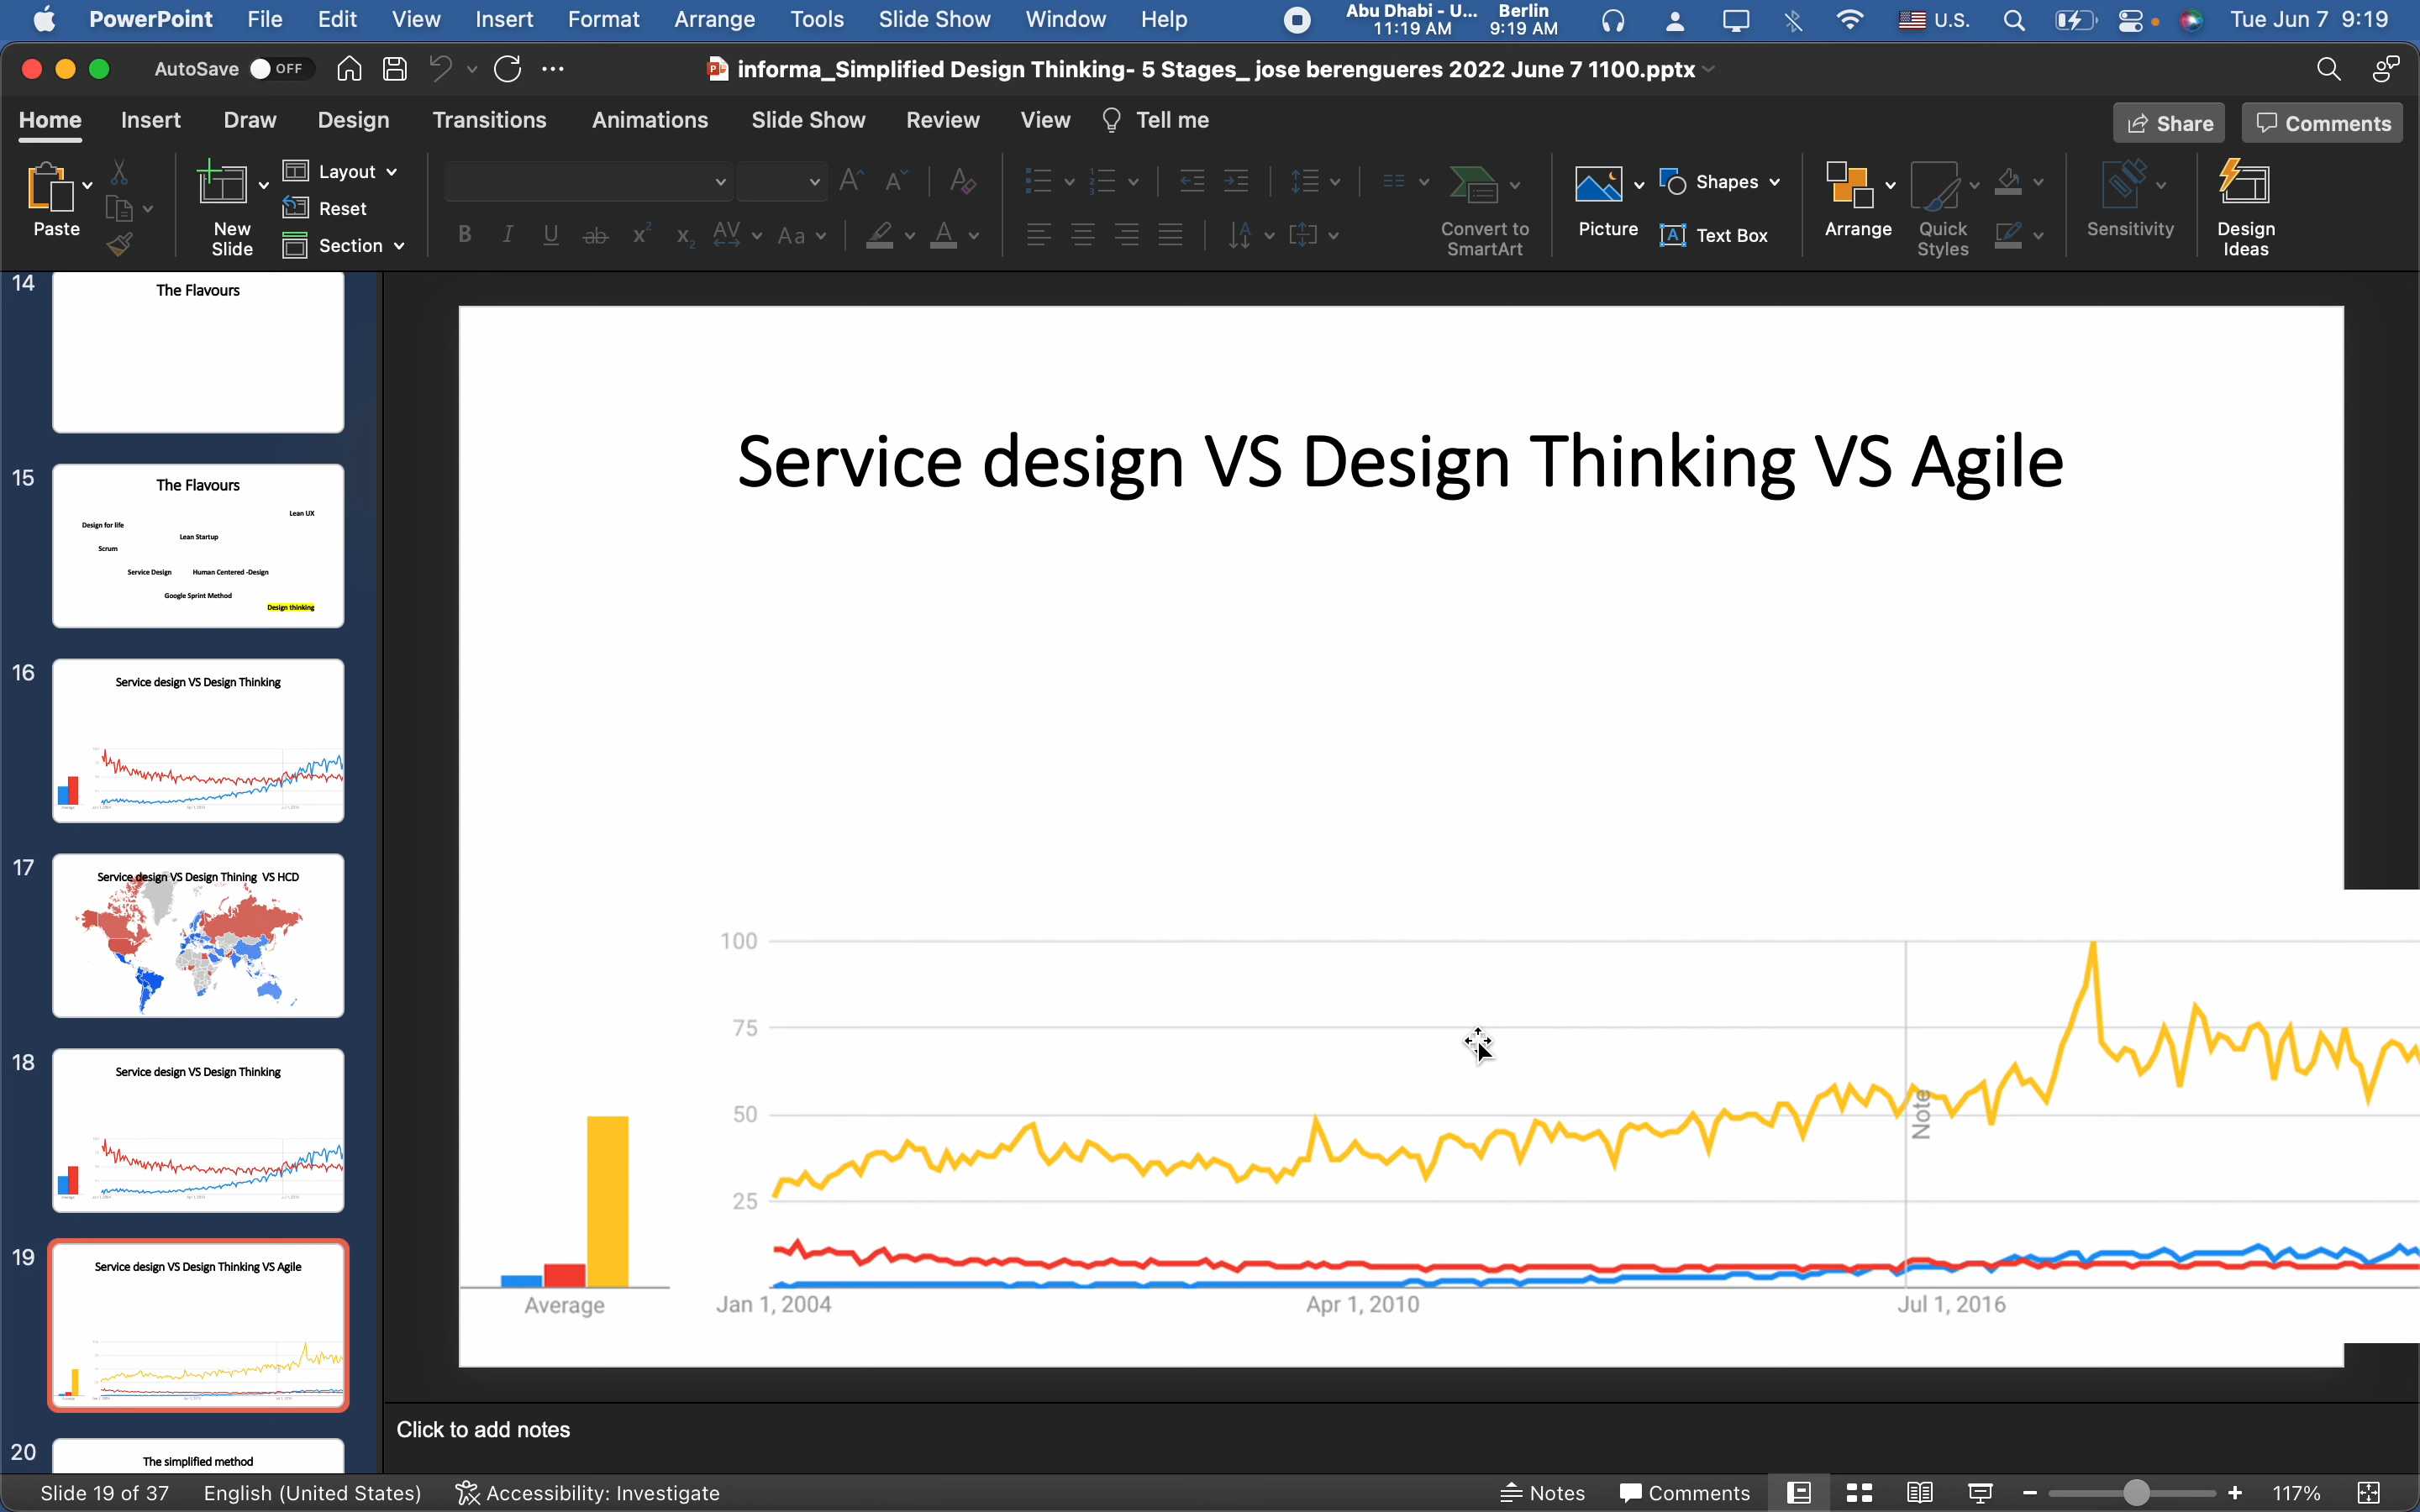 PowerPoint File Edit View Insert Format Arrange Tools Slide Show Window Help Abu Dhabi - U... 11:19 AM Berlin 9:19 AM U.S. Tue Jun 7 9:19
AutoSave OFF informa_Simplified Design Thinking- 5 Stages_ jose berengueres 2022 June 7 1100.pptx
Home Insert Draw Design Transitions Animations Slide Show Review View Tell me Share Comments
Paste New Slide Layout Reset Section Convert to SmartArt Picture Shapes Text Box Arrange Quick Styles Sensitivity Design Ideas
14
The Flavours
15
The Flavours
Lean UX
Design for life
Lean Startup
Scrum
Service Design Human Centered -Design
Google Sprint Method
Design thinking
16
Service design VS Design Thinking
17
Service design VS Design Thining VS HCD
18
Service design VS Design Thinking
19
Service design VS Design Thinking VS Agile
20
The simplified method
Service design VS Design Thinking VS Agile
100
75
50
25
Note
Average Jan 1, 2004 Apr 1, 2010 Jul 1, 2016
Click to add notes
Slide 19 of 37 English (United States) Accessibility: Investigate Notes Comments 117%